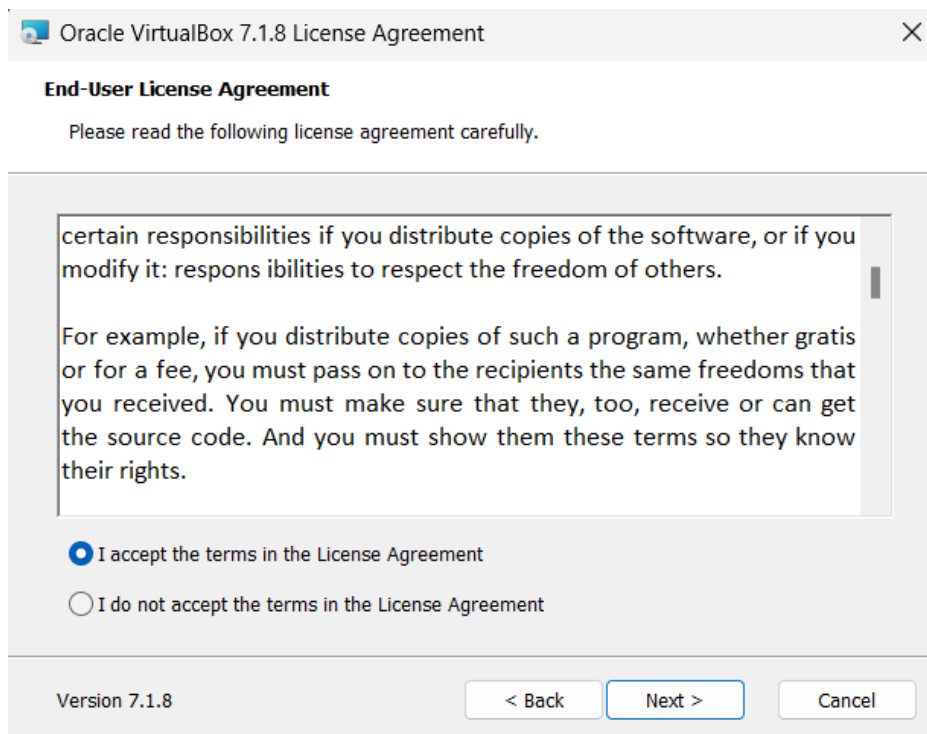 Oracle VirtualBox 7.1.8 License Agreement
End-User License Agreement
Please read the following license agreement carefully.
certain responsibilities if you distribute copies of the software, or if you
modify it: respons ibilities to respect the freedom of others.
For example, if you distribute copies of such a program, whether gratis
or for a fee, you must pass on to the recipients the same freedoms that
you received. You must make sure that they, too, receive or can get
the source code. And you must show them these terms so they know
their rights.
I accept the terms in the License Agreement
I do not accept the terms in the License Agreement
Version 7.1.8
< Back
Next >
Cancel